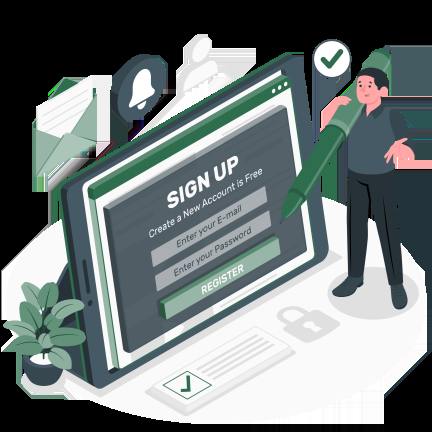 SIGN UP
Create a New Account is Free
Enter your E-mail
Enter your Password
REGISTER